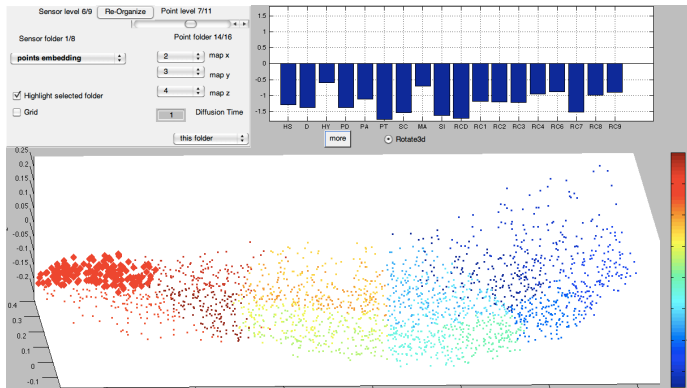 Sensor level 6/9 Re-Organize Point level 7/11
Sensor folder 1/8 Point folder 14/16
points embedding 2 map x
3 map y
Highlight selected folder 4 map z
Grid 1 Diffusion Time
this folder
1.5
1
0.5
0
-0.5
-1
-1.5
HS D HY PD PA PT SC MA SI RCD RC1 RC2 RC3 RC4 RC6 RC7 RC8 RC9
more Rotate3d
0.25
0.2
0.15
0.1
0.05
0
-0.05
-0.1
-0.15
-0.2
0.4
0.3
0.2
0.1
0
-0.1